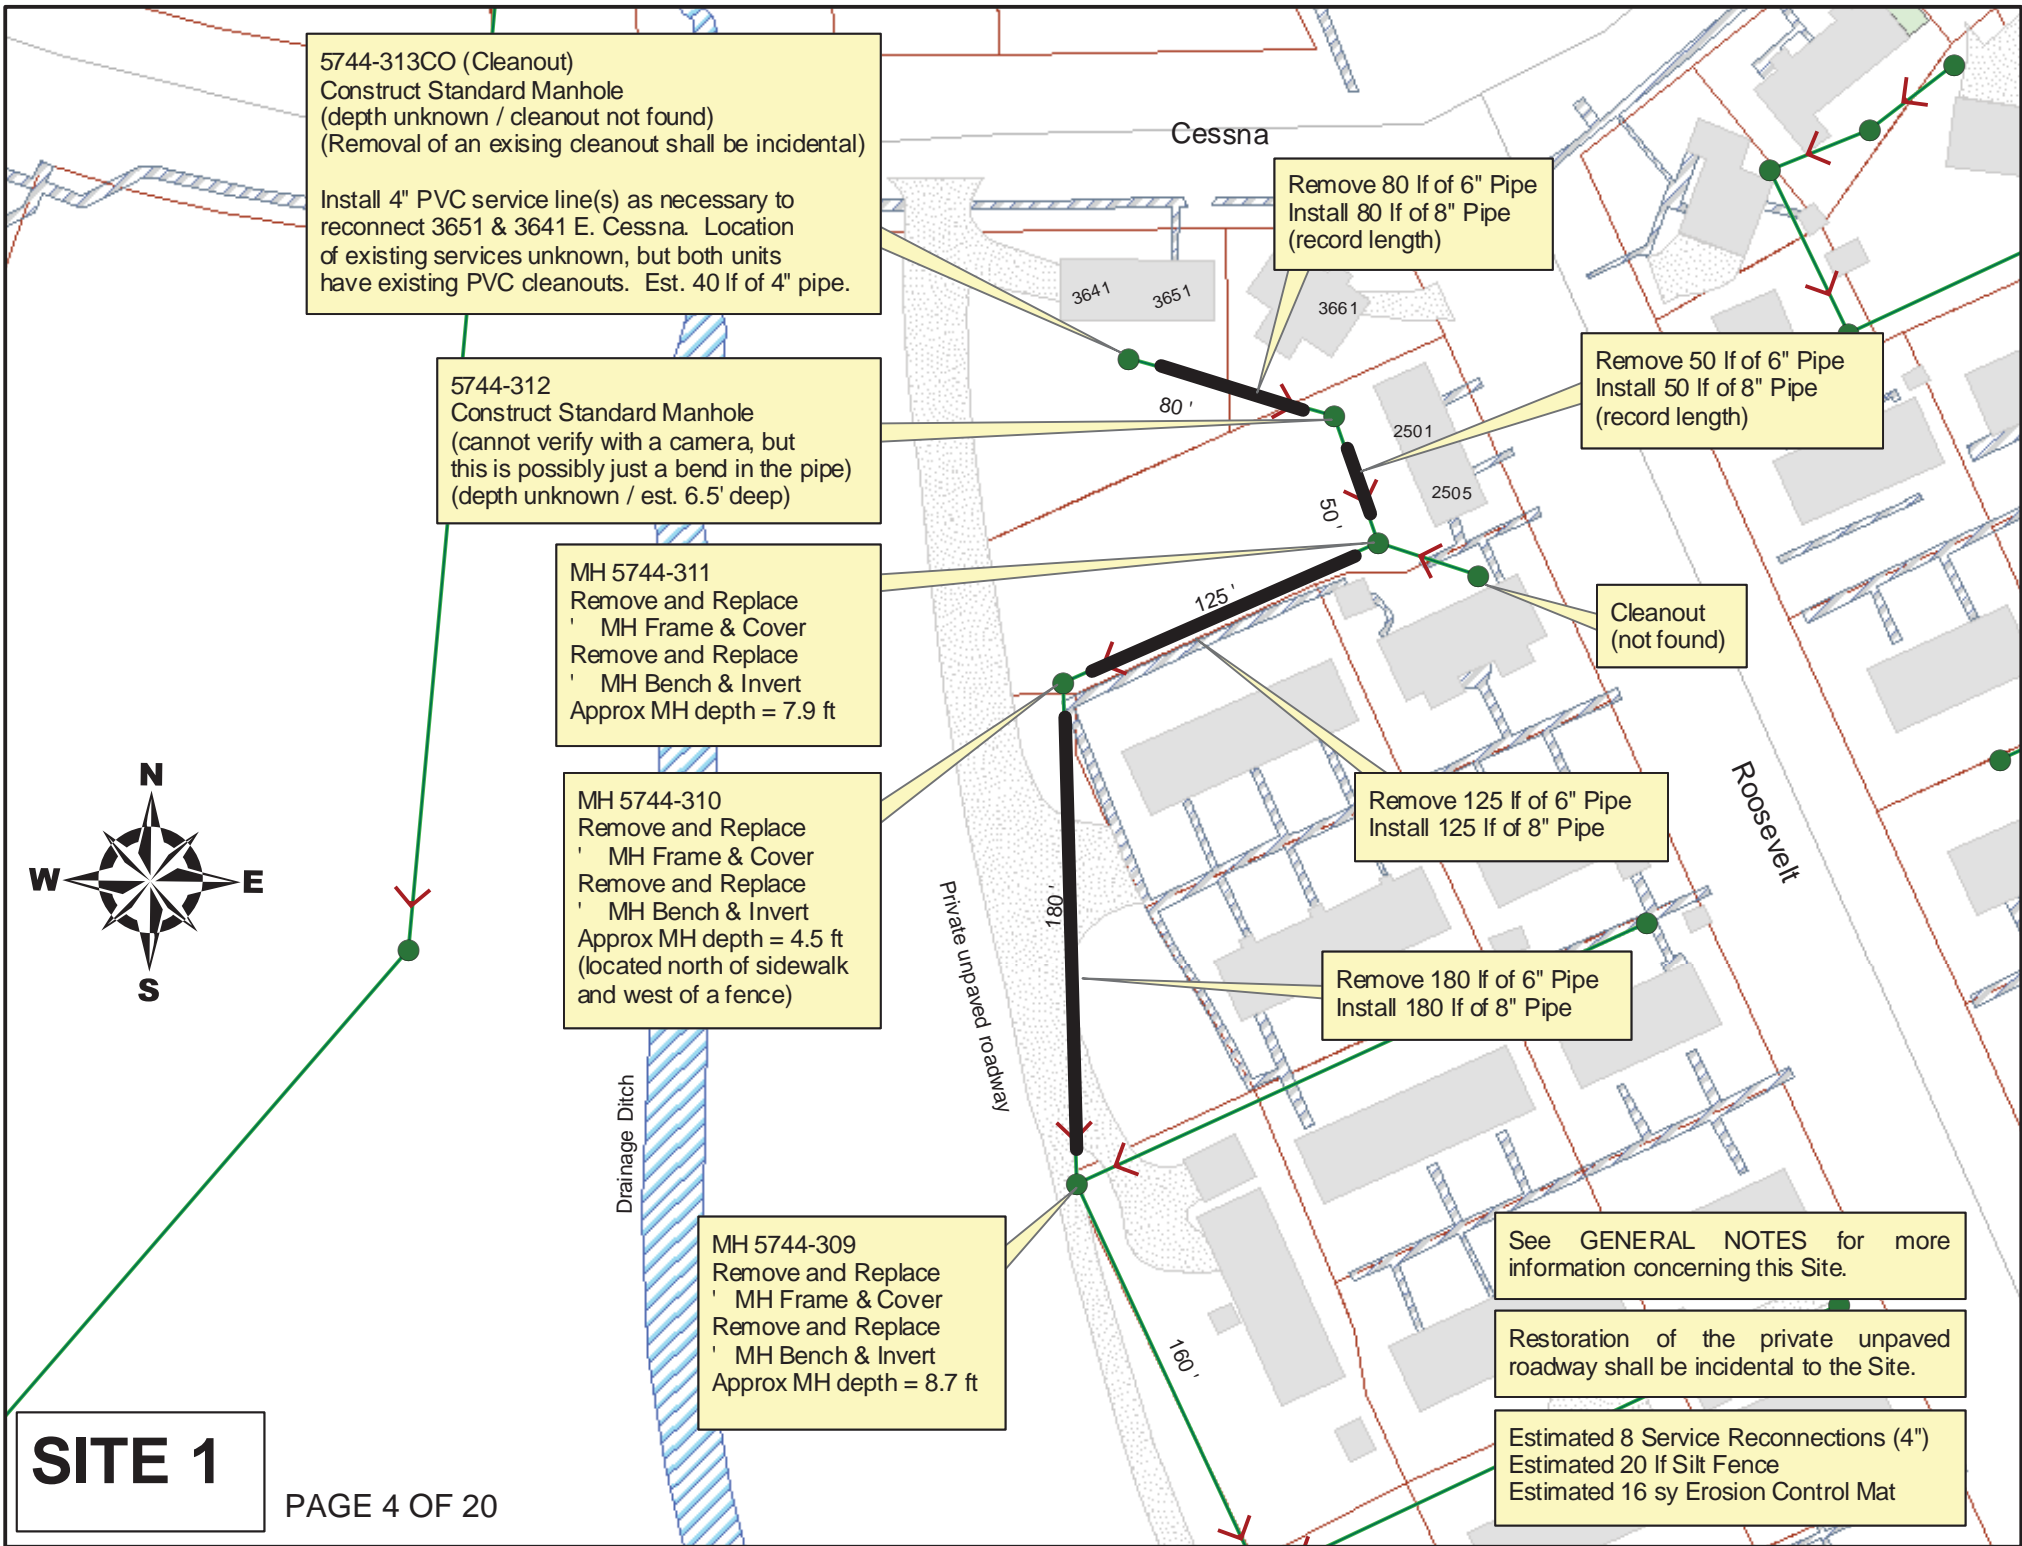 5744-313CO (Cleanout)
Construct Standard Manhole
(depth unknown / cleanout not found)
(Removal of an exising cleanout shall be incidental)
Install 4" PVC service line(s) as necessary to
reconnect 3651 & 3641 E. Cessna. Location
of existing services unknown, but both units
have existing PVC cleanouts. Est. 40 lf of 4" pipe.
Cessna
Remove 80 lf of 6" Pipe
Install 80 lf of 8" Pipe
(record length)
3641
3651
3661
Remove 50 lf of 6" Pipe
Install 50 lf of 8" Pipe
(record length)
5744-312
Construct Standard Manhole
(cannot verify with a camera, but
this is possibly just a bend in the pipe)
(depth unknown / est. 6.5' deep)
80 '
2501
2505
50 '
MH 5744-311
Remove and Replace
' MH Frame & Cover
Remove and Replace
' MH Bench & Invert
Approx MH depth = 7.9 ft
125 '
Cleanout
(not found)
MH 5744-310
Remove and Replace
' MH Frame & Cover
Remove and Replace
' MH Bench & Invert
Approx MH depth = 4.5 ft
(located north of sidewalk
and west of a fence)
Remove 125 lf of 6" Pipe
Install 125 lf of 8" Pipe
Roosevelt
N
W
E
S
180 '
Private unpaved roadway
Remove 180 lf of 6" Pipe
Install 180 lf of 8" Pipe
Drainage Ditch
MH 5744-309
Remove and Replace
' MH Frame & Cover
Remove and Replace
' MH Bench & Invert
Approx MH depth = 8.7 ft
160 '
See GENERAL NOTES for more
information concerning this Site.
Restoration of the private unpaved
roadway shall be incidental to the Site.
Estimated 8 Service Reconnections (4")
Estimated 20 lf Silt Fence
Estimated 16 sy Erosion Control Mat
SITE 1
PAGE 4 OF 20